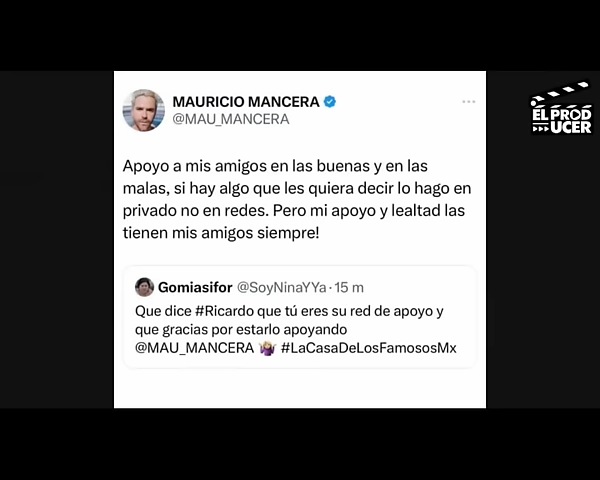 MAURICIO MANCERA
@MAU_MANCERA
EL PROD
UCER
Apoyo a mis amigos en las buenas y en las
malas, si hay algo que les quiera decir lo hago en
privado no en redes. Pero mi apoyo y lealtad las
tienen mis amigos siempre!
Gomiasifor @SoyNinaYYa · 15 m
Que dice #Ricardo que tú eres su red de apoyo y
que gracias por estarlo apoyando
@MAU_MANCERA 🤷🏼‍♀️ #LaCasaDeLosFamososMx